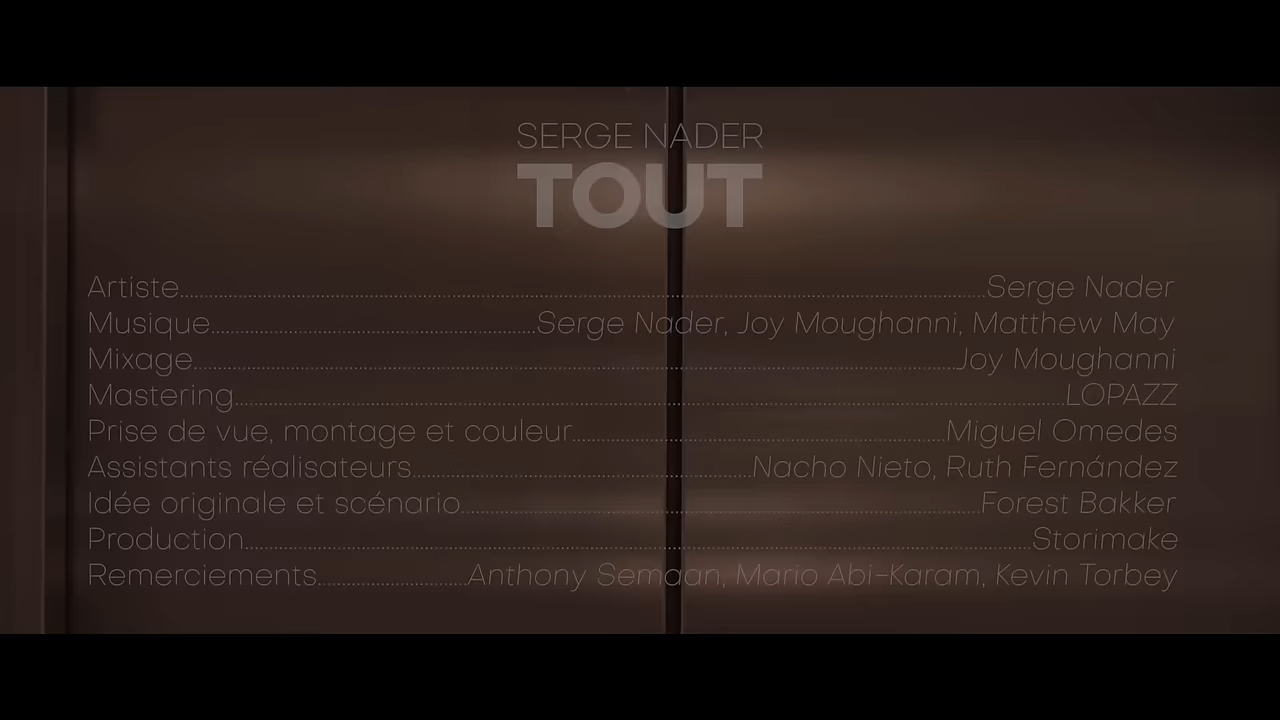 SERGE NADER
TOUT
Artiste....................Serge Nader
Musique....................Serge Nader, Joy Moughanni, Matthew May
Mixage....................Joy Moughanni
Mastering....................LOPAZZ
Prise de vue, montage et couleur....................Miguel Omedes
Assistants réalisateurs....................Nacho Nieto, Ruth Fernández
Idée originale et scénario....................Forest Bakker
Production....................Storimake
Remerciements....................Anthony Semaan, Mario Abi-Karam, Kevin Torbey